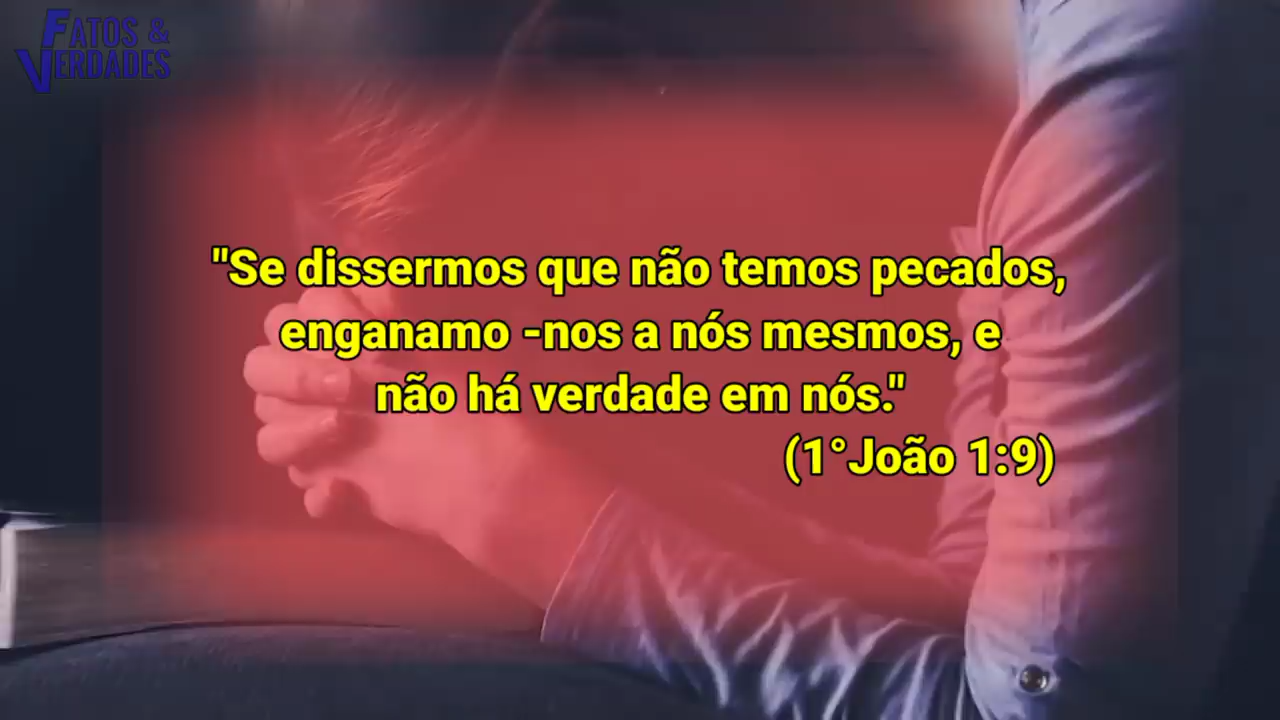 FATOS &
VERDADES
"Se dissermos que não temos pecados,
enganamo -nos a nós mesmos, e
não há verdade em nós."
(1°João 1:9)